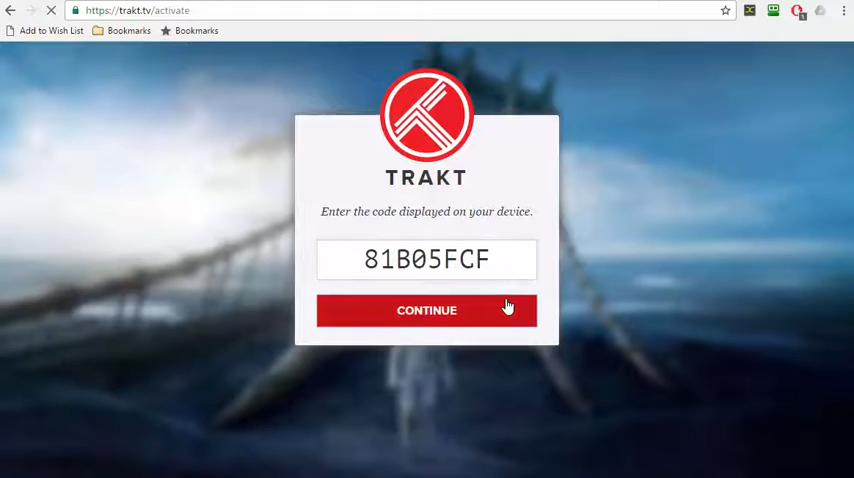 https://trakt.tv/activate
Add to Wish List Bookmarks Bookmarks
TRAKT
Enter the code displayed on your device.
81B05FCF
CONTINUE